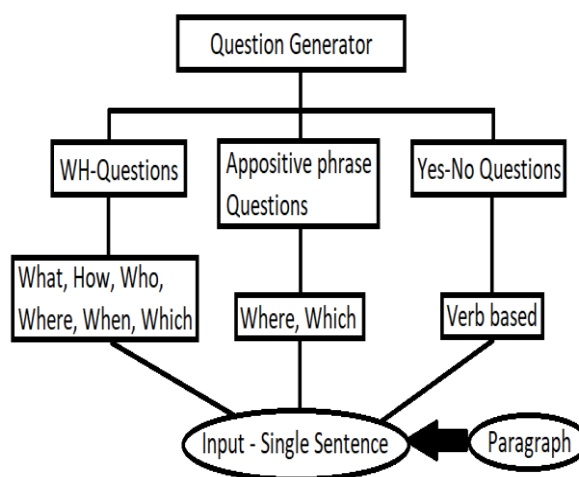 Question Generator
WH-Questions
Appositive phrase
Questions
Yes-No Questions
What, How, Who,
Where, When, Which
Where, Which
Verb based
Input - Single Sentence
Paragraph